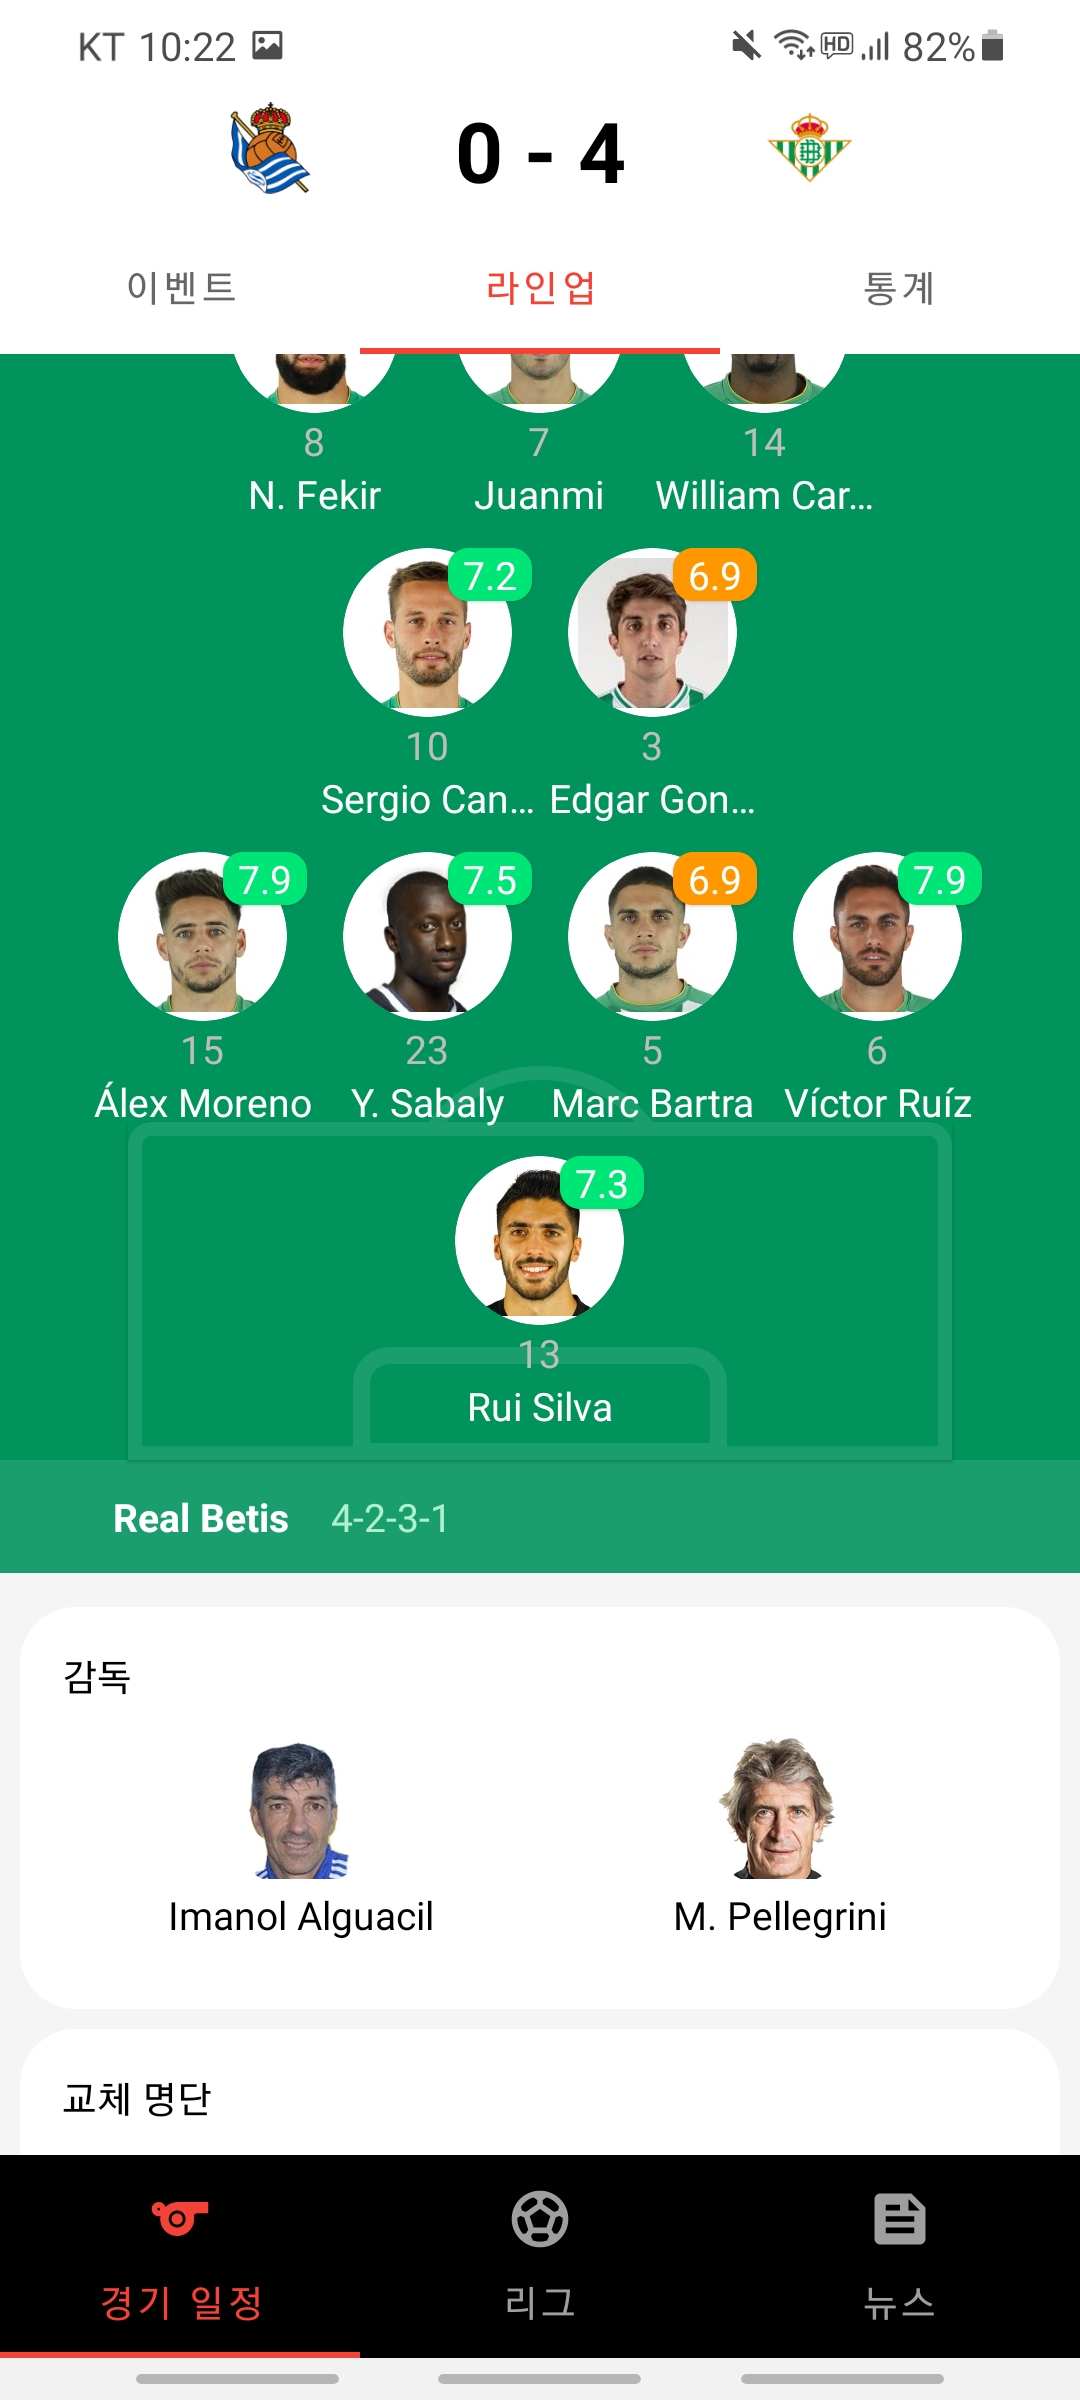 KT 10:22 HD 82%
0 - 4
이벤트 라인업 통계
8 7 14
N. Fekir Juanmi William Car...
7.2 6.9
10 3
Sergio Can... Edgar Gon...
7.9 7.5 6.9 7.9
15 23 5 6
Álex Moreno Y. Sabaly Marc Bartra Víctor Ruíz
7.3
13
Rui Silva
Real Betis 4-2-3-1
감독
Imanol Alguacil M. Pellegrini
교체 명단
경기 일정 리그 뉴스